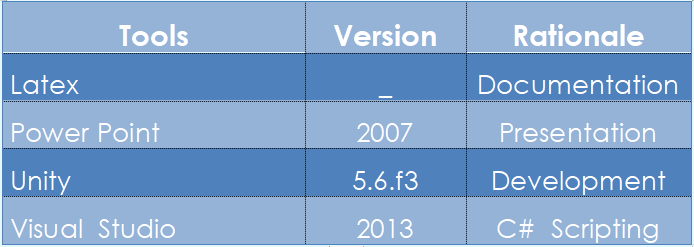 Tools Version Rationale
Latex _ Documentation
Power Point 2007 Presentation
Unity 5.6.f3 Development
Visual Studio 2013 C# Scripting